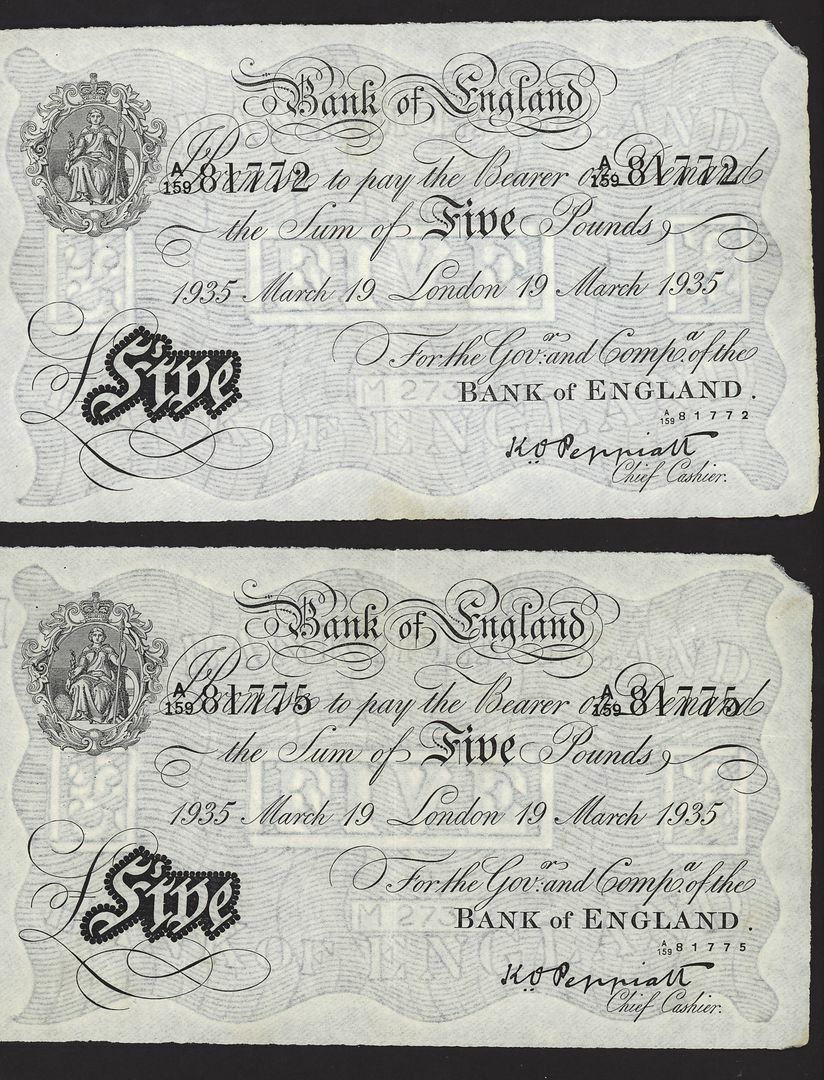 Bank of England
A/159 81772 Promise to pay the Bearer on Demand A/159 81772
the Sum of Five Pounds
1935 March 19 London 19 March 1935
For the Govr. and Compa. of the
£ Five
BANK of ENGLAND.
A/159 81772
K.O. Peppiatt
Chief Cashier.
Bank of England
A/159 81775 Promise to pay the Bearer on Demand A/159 81775
the Sum of Five Pounds
1935 March 19 London 19 March 1935
For the Govr. and Compa. of the
£ Five
BANK of ENGLAND.
A/159 81775
K.O. Peppiatt
Chief Cashier.